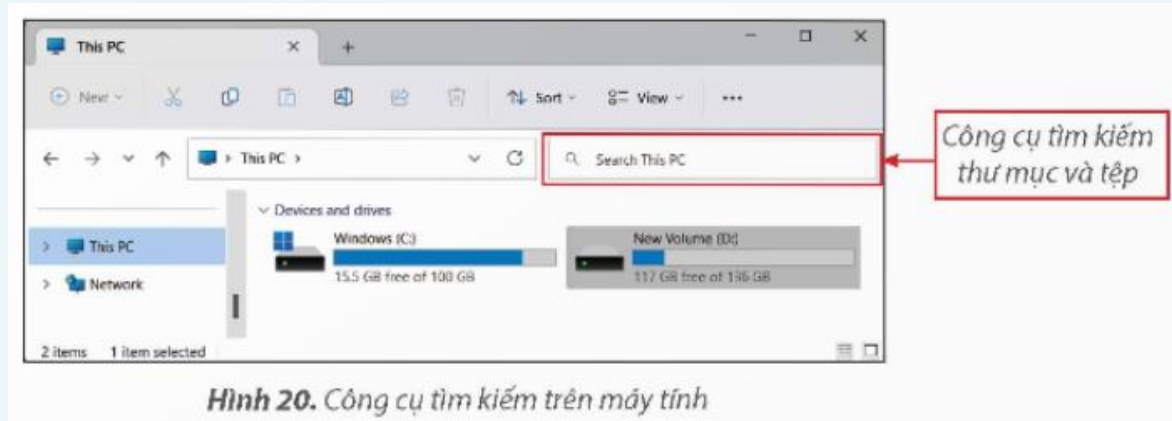 This PC
New
Sort
View
This PC
Search This PC
Công cụ tìm kiếm
thư mục và tệp
Devices and drives
This PC
Windows (C:)
New Volume (D:)
15.5 GB free of 100 GB
117 GB free of 136 GB
Network
2 items 1 item selected
Hình 20. Công cụ tìm kiếm trên máy tính